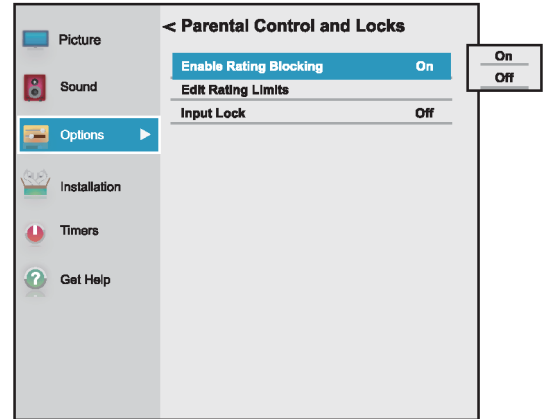 < Parental Control and Locks
Picture
Sound
Options
Installation
Timers
Get Help
Enable Rating Blocking On
Edit Rating Limits
Input Lock Off
On
Off